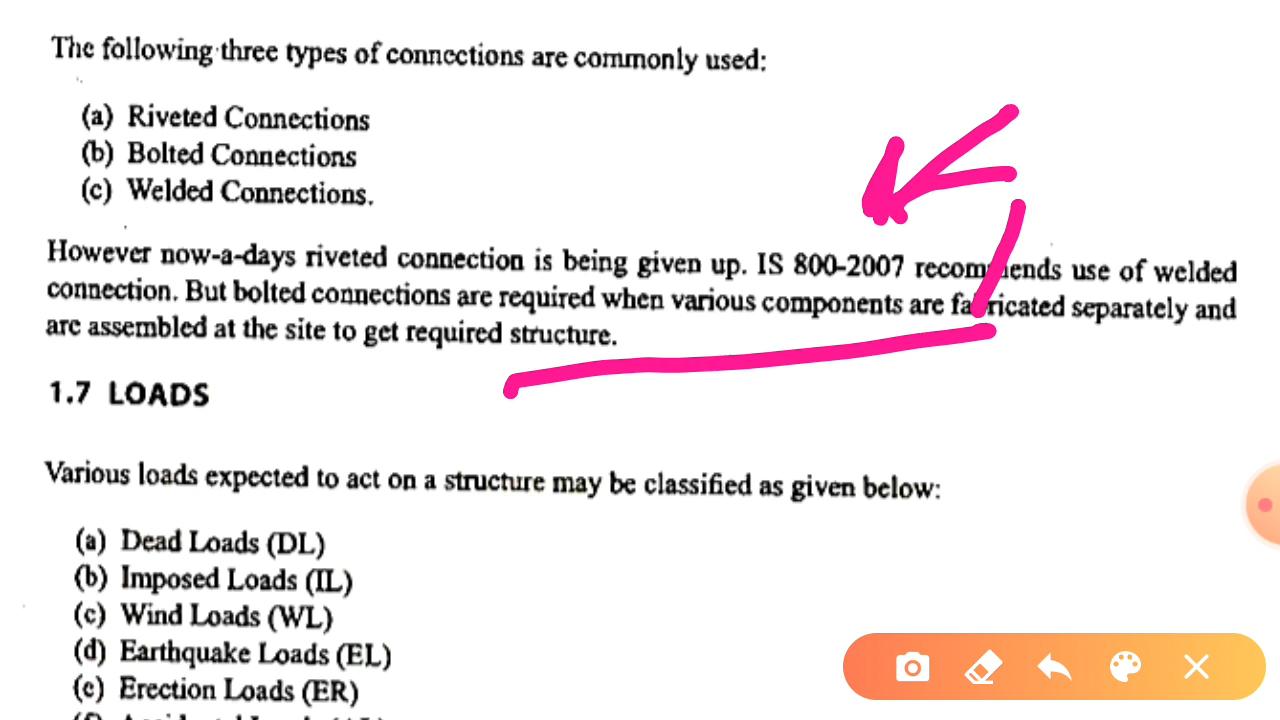 The following three types of connections are commonly used:
(a) Riveted Connections
(b) Bolted Connections
(c) Welded Connections.
However now-a-days riveted connection is being given up. IS 800-2007 recommends use of welded
connection. But bolted connections are required when various components are fabricated separately and
are assembled at the site to get required structure.
1.7 LOADS
Various loads expected to act on a structure may be classified as given below:
(a) Dead Loads (DL)
(b) Imposed Loads (IL)
(c) Wind Loads (WL)
(d) Earthquake Loads (EL)
(e) Erection Loads (ER)